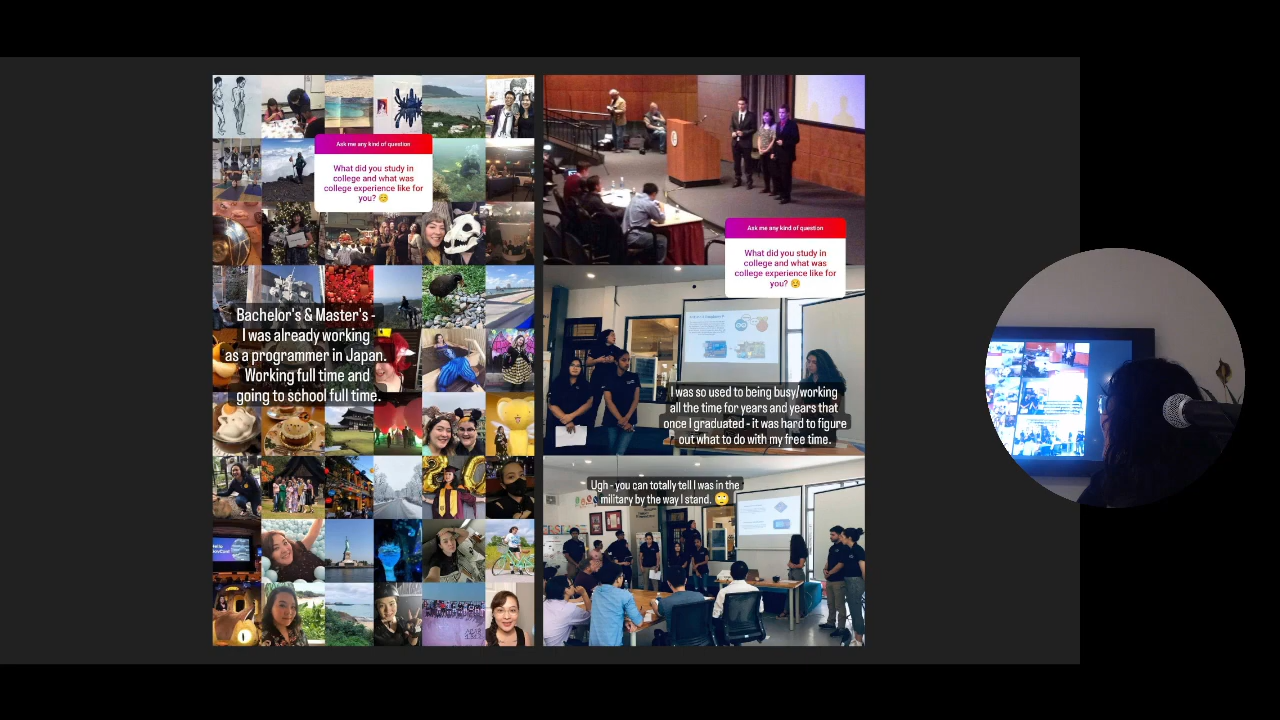 Ask me any kind of question
What did you study in
college and what was
college experience like for
you? ☺️
Bachelor's & Master's -
I was already working
as a programmer in Japan.
Working full time and
going to school full time.
Ask me any kind of question
What did you study in
college and what was
college experience like for
you? ☺️
I was so used to being busy/working
all the time for years and years that
once I graduated - it was hard to figure
out what to do with my free time.
Ugh - you can totally tell I was in the
military by the way I stand. 🙄
Hello